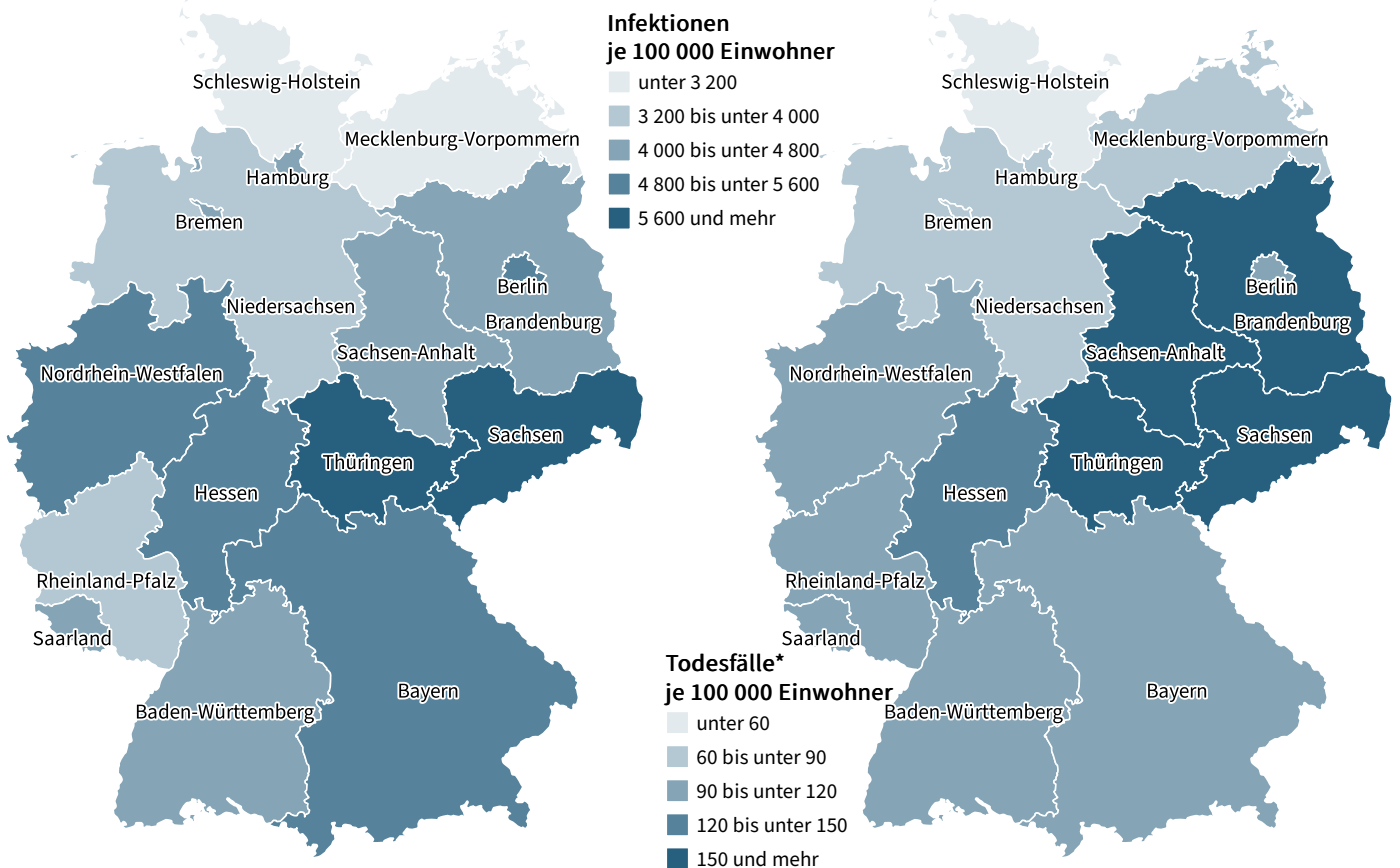 Infektionen
je 100 000 Einwohner
unter 3 200
3 200 bis unter 4 000
4 000 bis unter 4 800
4 800 bis unter 5 600
5 600 und mehr
Schleswig-Holstein
Mecklenburg-Vorpommern
Hamburg
Bremen
Niedersachsen
Berlin
Brandenburg
Sachsen-Anhalt
Nordrhein-Westfalen
Sachsen
Thüringen
Hessen
Rheinland-Pfalz
Saarland
Bayern
Baden-Württemberg
Todesfälle*
je 100 000 Einwohner
unter 60
60 bis unter 90
90 bis unter 120
120 bis unter 150
150 und mehr
Schleswig-Holstein
Mecklenburg-Vorpommern
Hamburg
Bremen
Niedersachsen
Berlin
Brandenburg
Sachsen-Anhalt
Nordrhein-Westfalen
Sachsen
Thüringen
Hessen
Rheinland-Pfalz
Saarland
Bayern
Baden-Württemberg